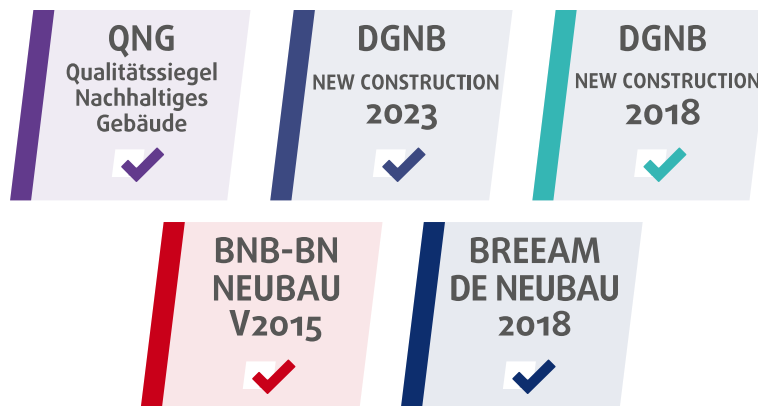 QNG
Qualitätssiegel
Nachhaltiges
Gebäude
DGNB
NEW CONSTRUCTION
2023
DGNB
NEW CONSTRUCTION
2018
BNB-BN
NEUBAU
V2015
BREEAM
DE NEUBAU
2018